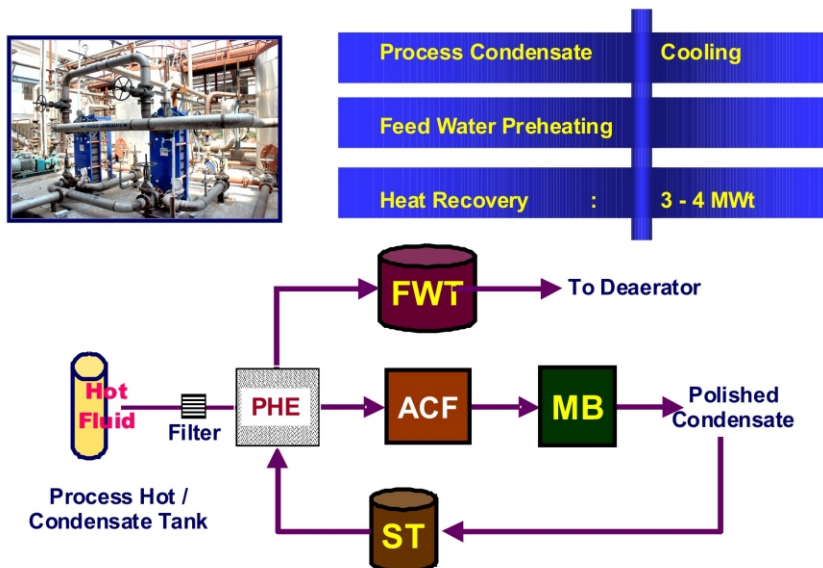 Process Condensate Cooling
Feed Water Preheating
Heat Recovery : 3 - 4 MWt
FWT
To Deaerator
Hot
Fluid
Filter
PHE
ACF
MB
Polished
Condensate
Process Hot /
Condensate Tank
ST